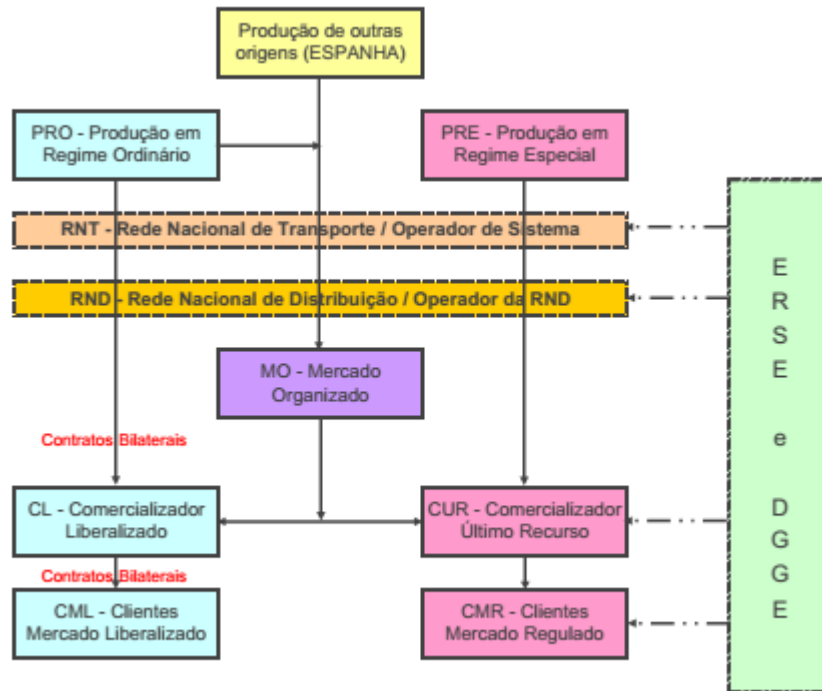 Produção de outras
origens (ESPANHA)
PRO - Produção em
Regime Ordinário
PRE - Produção em
Regime Especial
RNT - Rede Nacional de Transporte / Operador de Sistema
RND - Rede Nacional de Distribuição / Operador da RND
MO - Mercado
Organizado
Contratos Bilaterais
CL - Comercializador
Liberalizado
CUR - Comercializador
Último Recurso
Contratos Bilaterais
CML - Clientes
Mercado Liberalizado
CMR - Clientes
Mercado Regulado
E
R
S
E
e
D
G
G
E